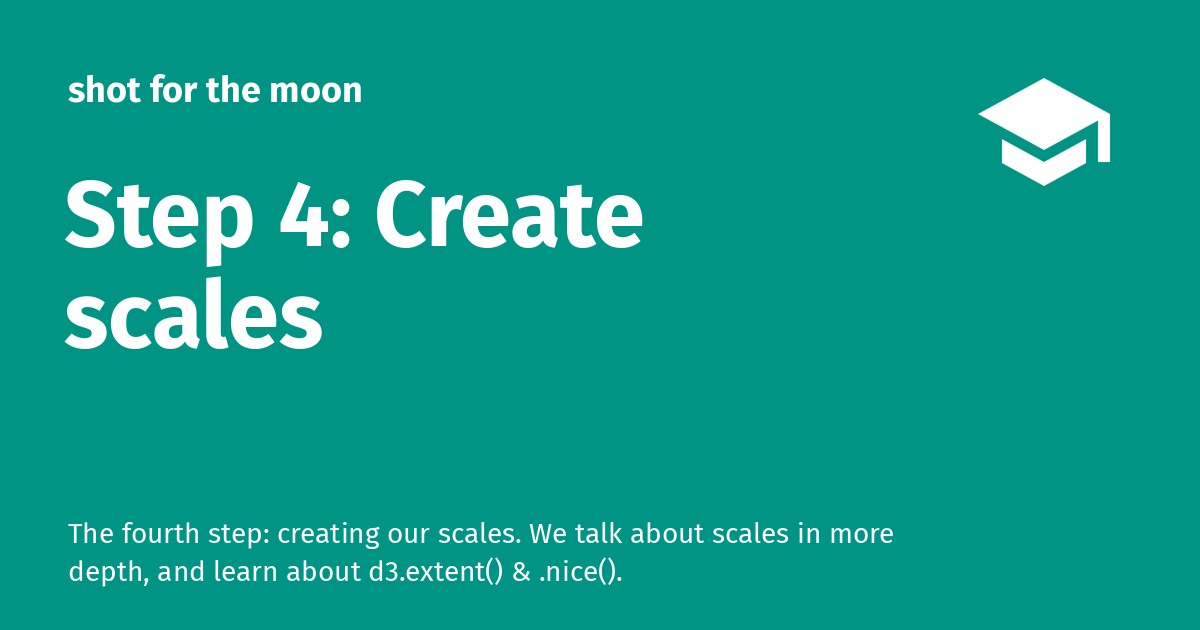 shot for the moon
Step 4: Create
scales
The fourth step: creating our scales. We talk about scales in more
depth, and learn about d3.extent() & .nice().